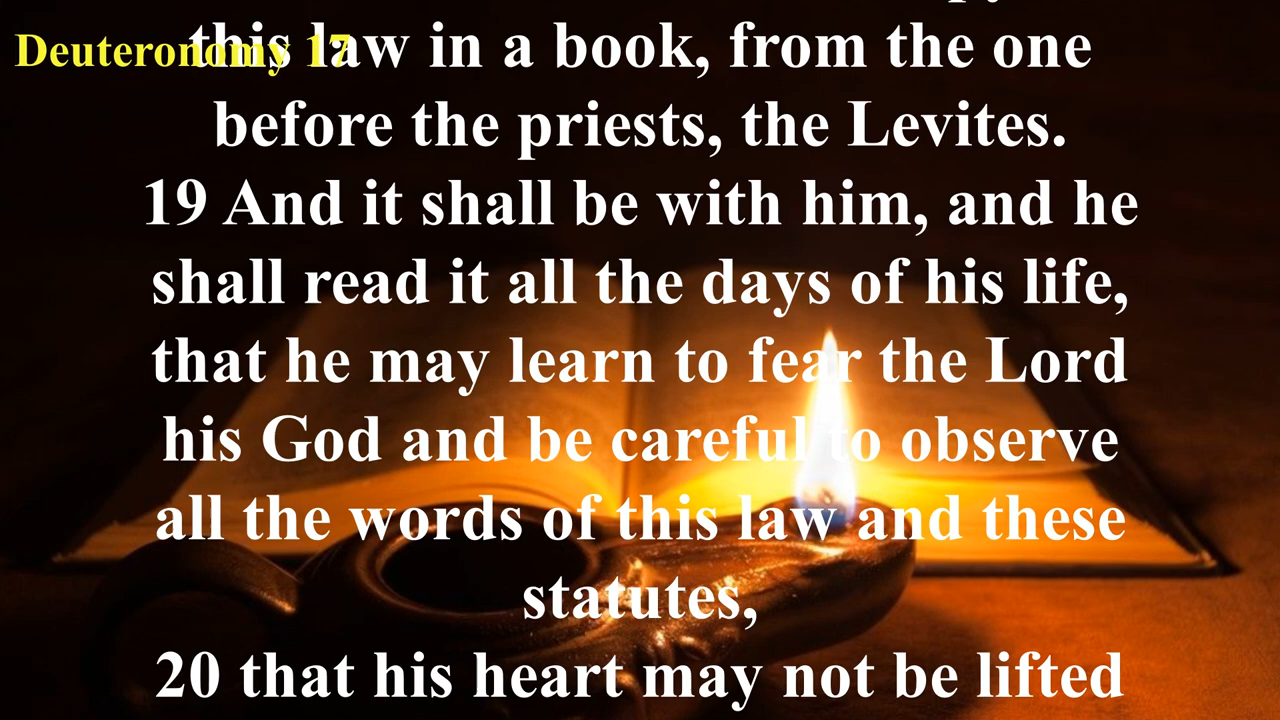 Deuteronomy 17
this law in a book, from the one
before the priests, the Levites.
19 And it shall be with him, and he
shall read it all the days of his life,
that he may learn to fear the Lord
his God and be careful to observe
all the words of this law and these
statutes,
20 that his heart may not be lifted